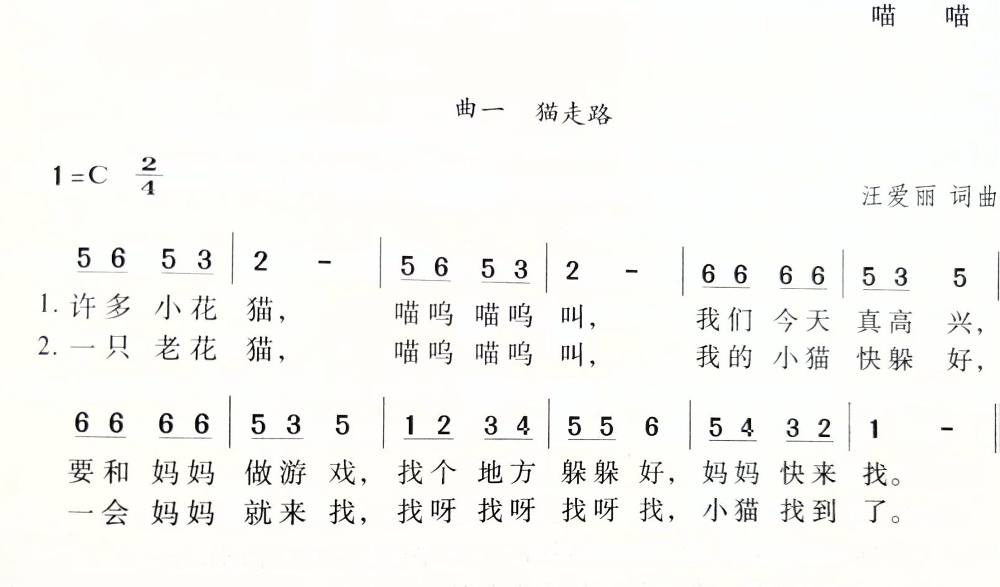 喵 喵
曲一 猫走路
1=C 2/4
汪爱丽 词曲
5 6 5 3 | 2 - | 5 6 5 3 | 2 - | 6 6 6 6 | 5 3 5 |
1. 许多 小花 猫， 喵呜 喵呜 叫， 我们 今天 真高 兴，
2. 一只 老花 猫， 喵呜 喵呜 叫， 我的 小猫 快躲 好，
6 6 6 6 | 5 3 5 | 1 2 3 4 | 5 5 6 | 5 4 3 2 | 1 - ‖
要和 妈妈 做游 戏， 找个 地方 躲躲 好， 妈妈 快来 找。
一会 妈妈 就来 找， 找呀 找呀 找呀 找， 小猫 找到 了。